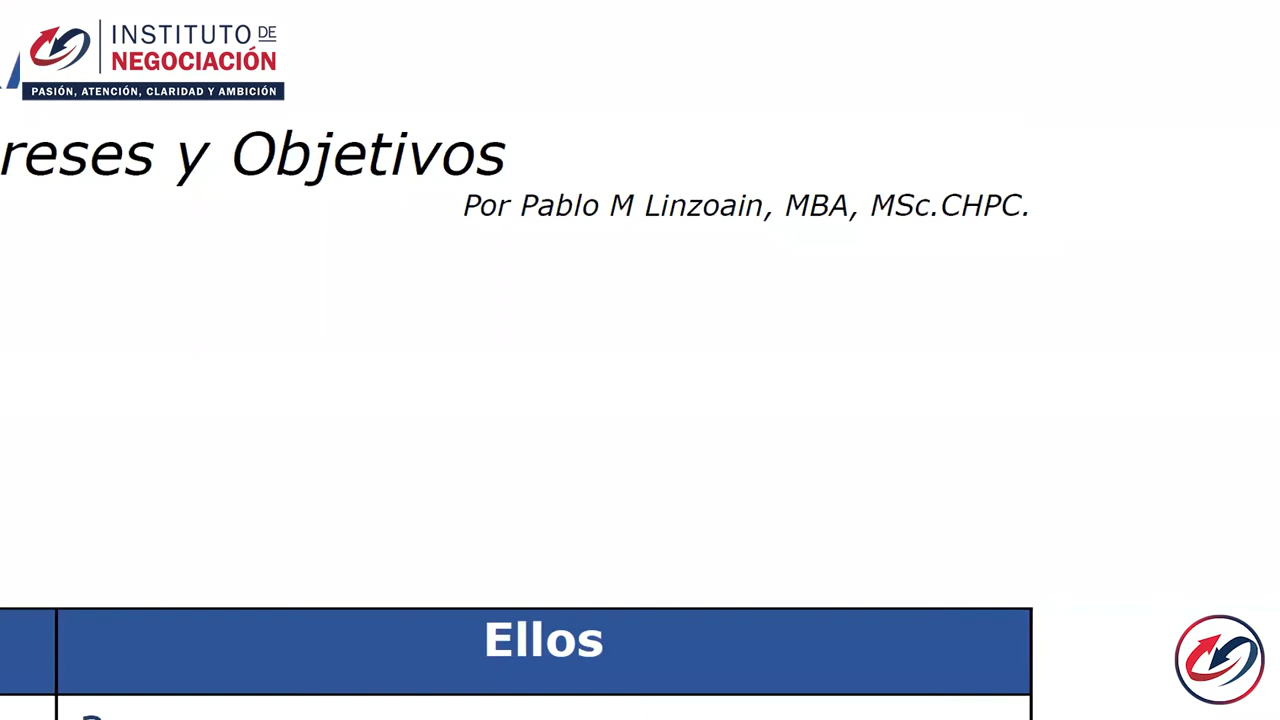 INSTITUTO DE
NEGOCIACIÓN
PASIÓN, ATENCIÓN, CLARIDAD Y AMBICIÓN
reses y Objetivos
Por Pablo M Linzoain, MBA, MSc.CHPC.
Ellos